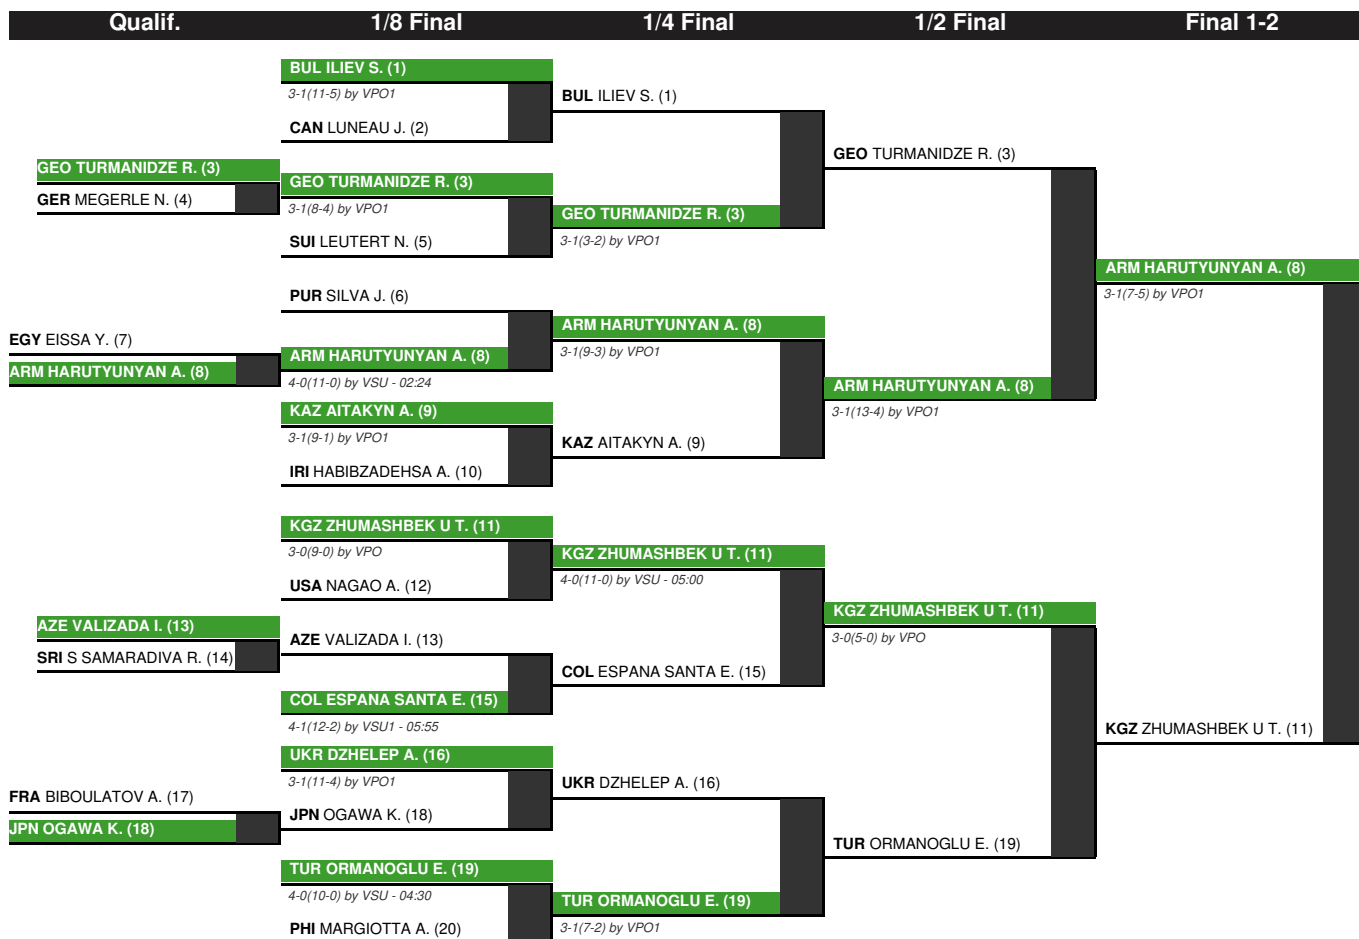 Qualif. 1/8 Final 1/4 Final 1/2 Final Final 1-2
BUL ILIEV S. (1)
3-1(11-5) by VPO1
BUL ILIEV S. (1)
CAN LUNEAU J. (2)
GEO TURMANIDZE R. (3)
GEO TURMANIDZE R. (3)
GER MEGERLE N. (4)
GEO TURMANIDZE R. (3)
3-1(8-4) by VPO1
GEO TURMANIDZE R. (3)
SUI LEUTERT N. (5)
3-1(3-2) by VPO1
ARM HARUTYUNYAN A. (8)
3-1(7-5) by VPO1
PUR SILVA J. (6)
ARM HARUTYUNYAN A. (8)
EGY EISSA Y. (7)
3-1(9-3) by VPO1
ARM HARUTYUNYAN A. (8)
ARM HARUTYUNYAN A. (8)
4-0(11-0) by VSU - 02:24
ARM HARUTYUNYAN A. (8)
3-1(13-4) by VPO1
KAZ AITAKYN A. (9)
3-1(9-1) by VPO1
KAZ AITAKYN A. (9)
IRI HABIBZADEHSA A. (10)
KGZ ZHUMASHBEK U T. (11)
3-0(9-0) by VPO
KGZ ZHUMASHBEK U T. (11)
USA NAGAO A. (12)
4-0(11-0) by VSU - 05:00
KGZ ZHUMASHBEK U T. (11)
3-0(5-0) by VPO
AZE VALIZADA I. (13)
AZE VALIZADA I. (13)
SRI S SAMARADIVA R. (14)
COL ESPANA SANTA E. (15)
COL ESPANA SANTA E. (15)
4-1(12-2) by VSU1 - 05:55
KGZ ZHUMASHBEK U T. (11)
UKR DZHELEP A. (16)
3-1(11-4) by VPO1
UKR DZHELEP A. (16)
FRA BIBOULATOV A. (17)
JPN OGAWA K. (18)
JPN OGAWA K. (18)
TUR ORMANOGLU E. (19)
TUR ORMANOGLU E. (19)
4-0(10-0) by VSU - 04:30
TUR ORMANOGLU E. (19)
PHI MARGIOTTA A. (20)
3-1(7-2) by VPO1